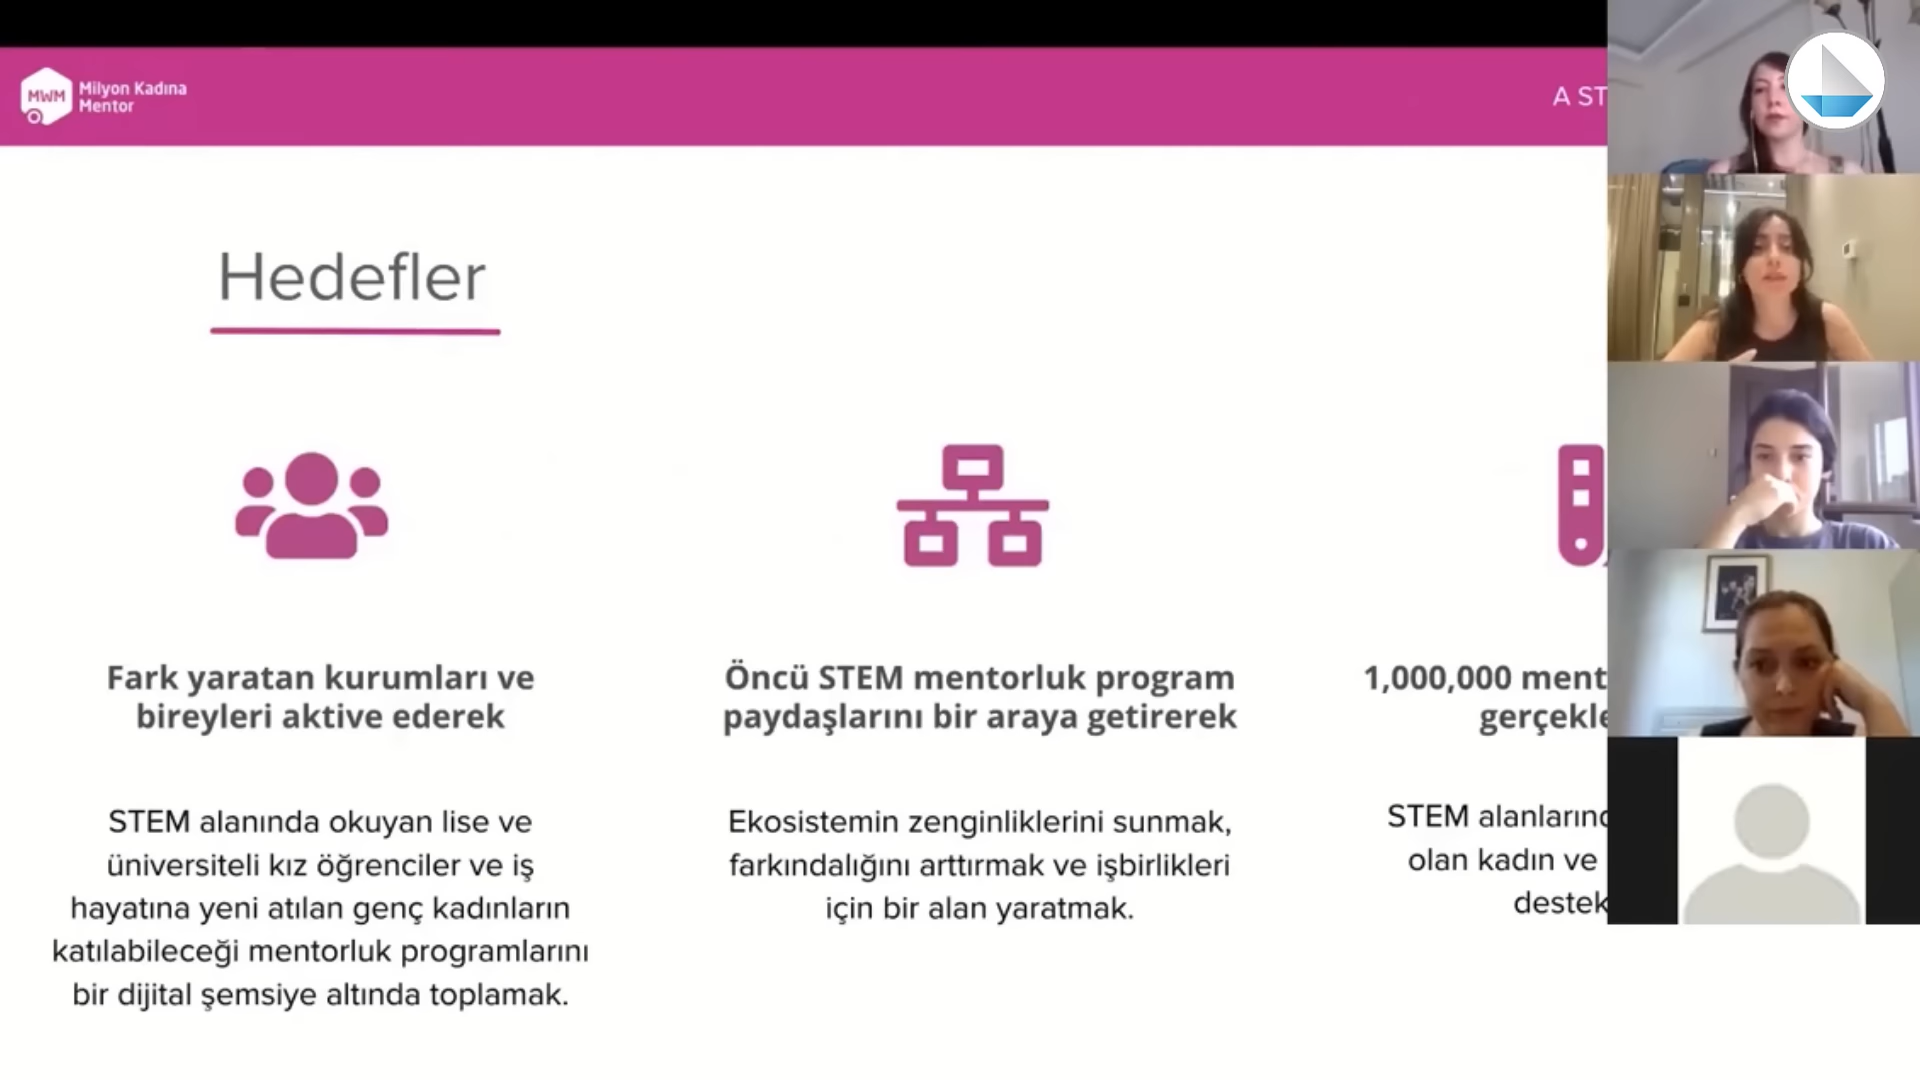 MWM
Milyon Kadına
Mentor
A ST
Hedefler
Fark yaratan kurumları ve
bireyleri aktive ederek
STEM alanında okuyan lise ve
üniversiteli kız öğrenciler ve iş
hayatına yeni atılan genç kadınların
katılabileceği mentorluk programlarını
bir dijital şemsiye altında toplamak.
Öncü STEM mentorluk program
paydaşlarını bir araya getirerek
Ekosistemin zenginliklerini sunmak,
farkındalığını arttırmak ve işbirlikleri
için bir alan yaratmak.
1,000,000 ment
gerçekle
STEM alanların
olan kadın ve
destek